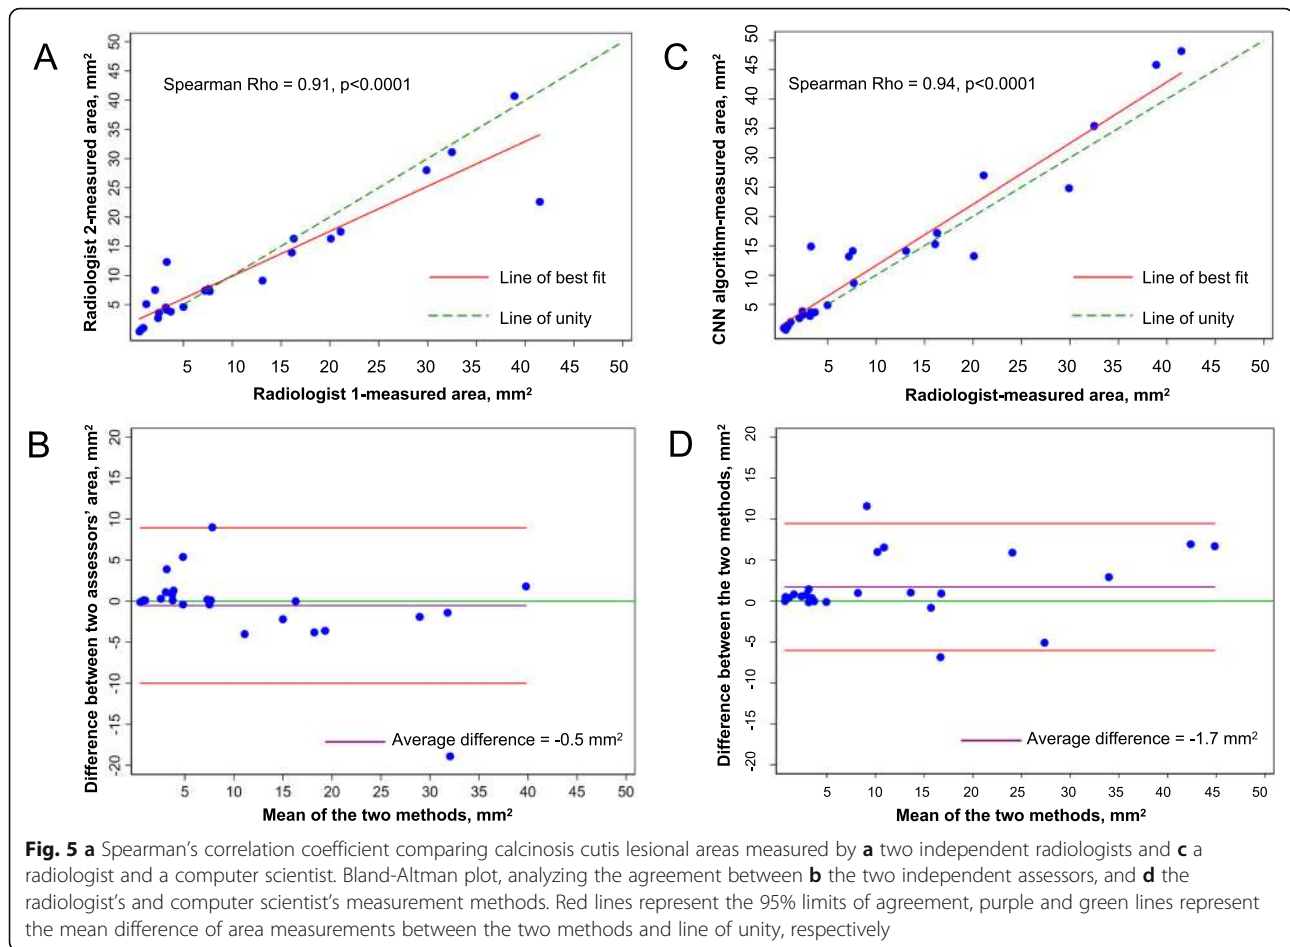 A
Spearman Rho = 0.91, p<0.0001
Radiologist 2-measured area, mm²
50
45
40
35
30
25
20
15
10
5
Line of best fit
Line of unity
5 10 15 20 25 30 35 40 45 50
Radiologist 1-measured area, mm²
C
Spearman Rho = 0.94, p<0.0001
CNN algorithm-measured area, mm²
50
45
40
35
30
25
20
15
10
5
Line of best fit
Line of unity
5 10 15 20 25 30 35 40 45 50
Radiologist-measured area, mm²
B
Difference between two assessors' area, mm²
20
15
10
5
0
-5
-10
-15
-20
Average difference = -0.5 mm²
5 10 15 20 25 30 35 40 45 50
Mean of the two methods, mm²
D
Difference between the two methods, mm²
20
15
10
5
0
-5
-10
-15
-20
Average difference = -1.7 mm²
5 10 15 20 25 30 35 40 45 50
Mean of the two methods, mm²
Fig. 5 a Spearman's correlation coefficient comparing calcinosis cutis lesional areas measured by a two independent radiologists and c a
radiologist and a computer scientist. Bland-Altman plot, analyzing the agreement between b the two independent assessors, and d the
radiologist's and computer scientist's measurement methods. Red lines represent the 95% limits of agreement, purple and green lines represent
the mean difference of area measurements between the two methods and line of unity, respectively